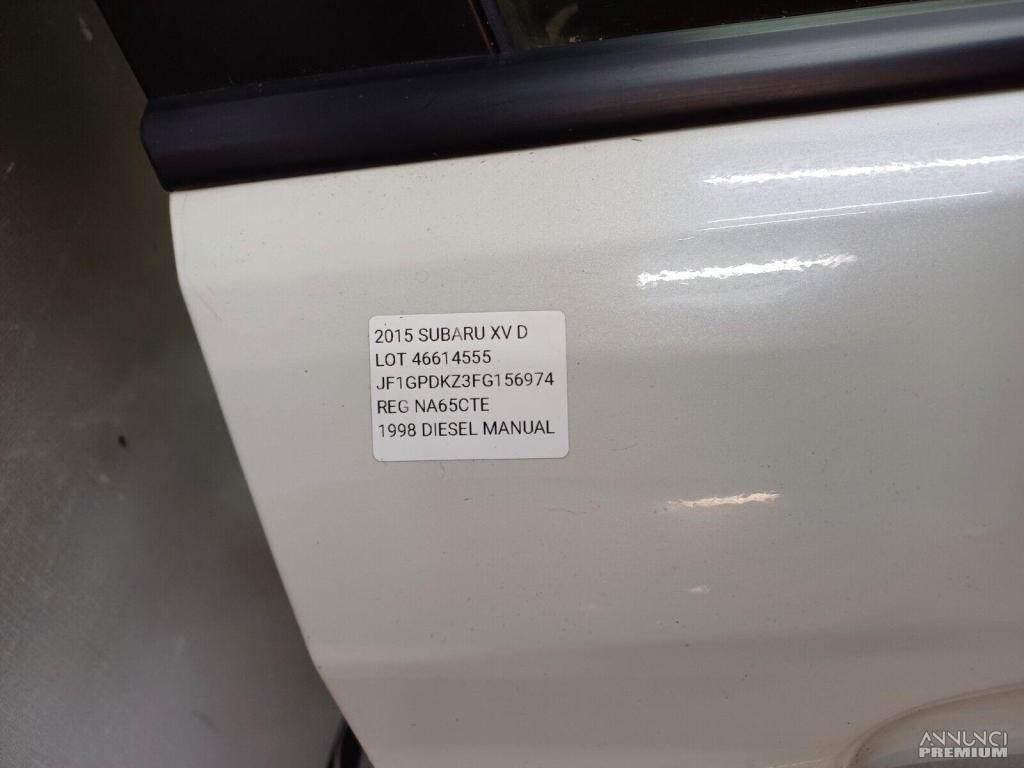 2015 SUBARU XV D
LOT 46614555
JF1GPDKZ3FG156974
REG NA65CTE
1998 DIESEL MANUAL
ANNUNCI
PREMIUM